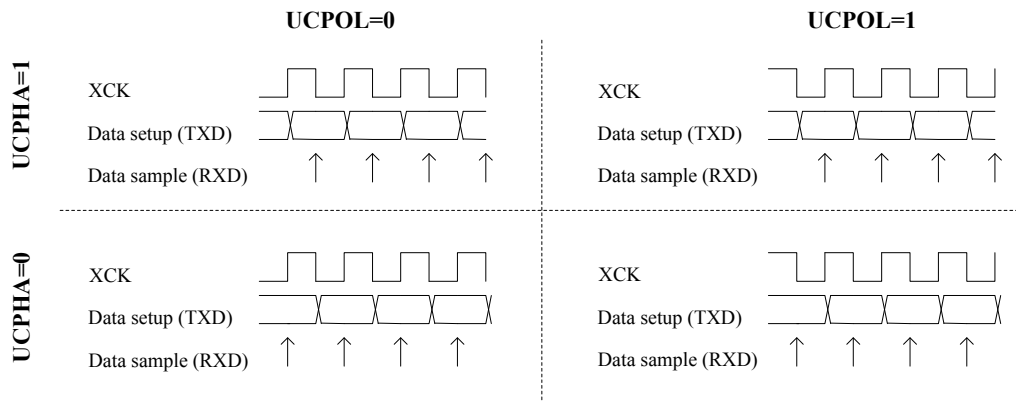 UCPOL=0
UCPOL=1
UCPHA=1
XCK
Data setup (TXD)
Data sample (RXD)
XCK
Data setup (TXD)
Data sample (RXD)
UCPHA=0
XCK
Data setup (TXD)
Data sample (RXD)
XCK
Data setup (TXD)
Data sample (RXD)